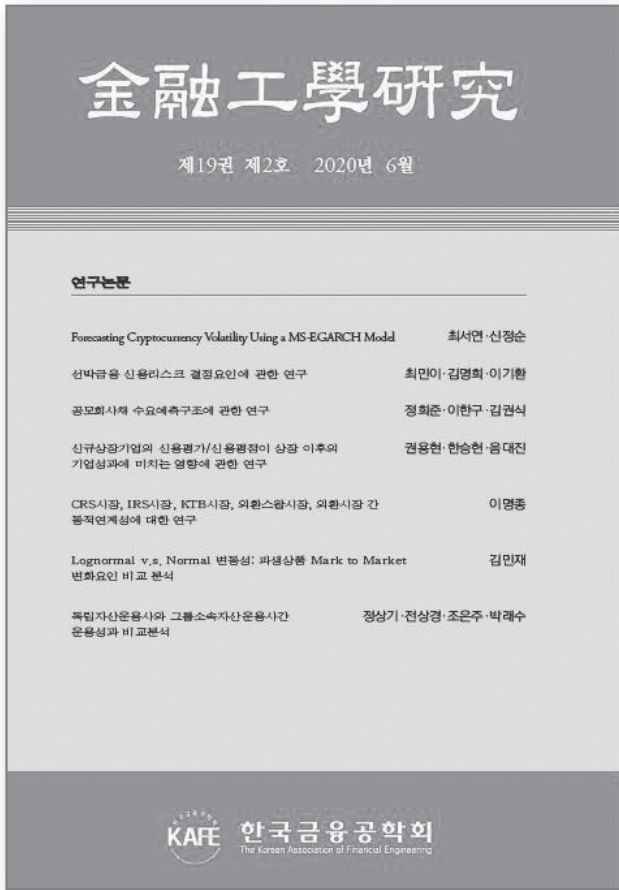 金融工學硏究
제19권 제2호 2020년 6월
연구논문
Forecasting Cryptocurrency Volatility Using a MS-EGARCH Model 최서연·신정순
선박금융 신용리스크 결정요인에 관한 연구 최민이·김명희·이기환
공모회사채 수요예측구조에 관한 연구 정희준·이한구·김권식
신규상장기업의 신용평가/신용평점이 상장 이후의 권용현·한승헌·음대진
기업성과에 미치는 영향에 관한 연구
CRS시장, IRS시장, KTB시장, 외환스왑시장, 외환시장 간 이명종
동적연계성에 대한 연구
Lognormal v.s. Normal 변동성: 파생상품 Mark to Market 김민재
변화요인 비교 분석
독립자산운용사와 그룹소속자산운용사간 정상기·전상경·조은주·박래수
운용성과 비교분석
KAFE 한국금융공학회
The Korean Association of Financial Engineering